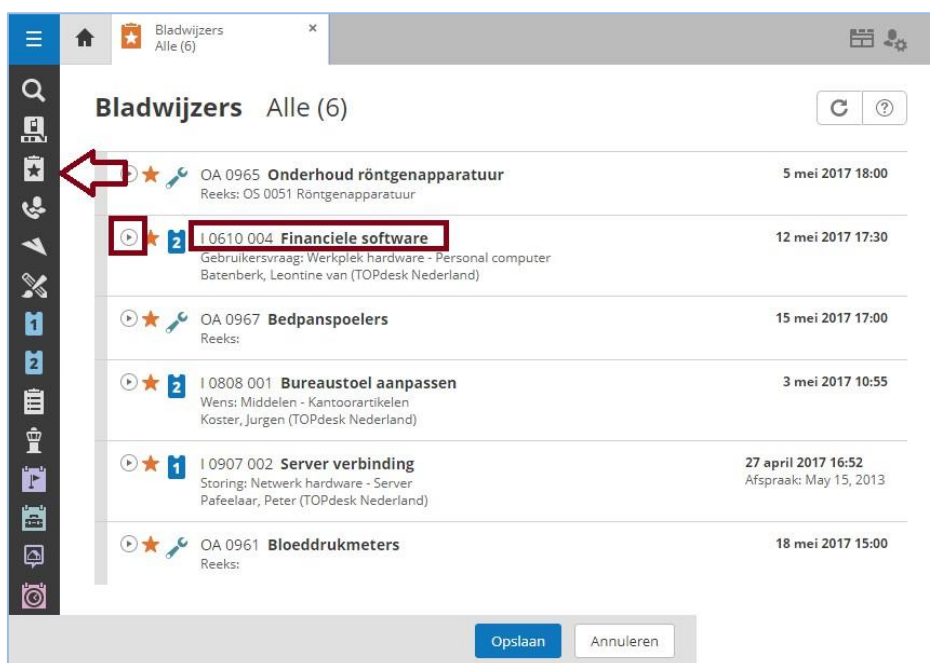 Bladwijzers
Alle (6)
×
Bladwijzers Alle (6)
?
OA 0965 Onderhoud röntgenapparatuur
5 mei 2017 18:00
Reeks: OS 0051 Röntgenapparatuur
2
I 0610 004 Financiele software
12 mei 2017 17:30
Gebruikersvraag: Werkplek hardware - Personal computer
Batenberk, Leontine van (TOPdesk Nederland)
OA 0967 Bedpanspoelers
15 mei 2017 17:00
Reeks:
1
2
2
I 0808 001 Bureaustoel aanpassen
3 mei 2017 10:55
Wens: Middelen - Kantoorartikelen
Koster, Jurgen (TOPdesk Nederland)
1
I 0907 002 Server verbinding
27 april 2017 16:52
Storing: Netwerk hardware - Server
Afspraak: May 15, 2013
Pafeelaar, Peter (TOPdesk Nederland)
OA 0961 Bloeddrukmeters
18 mei 2017 15:00
Reeks:
Opslaan
Annuleren